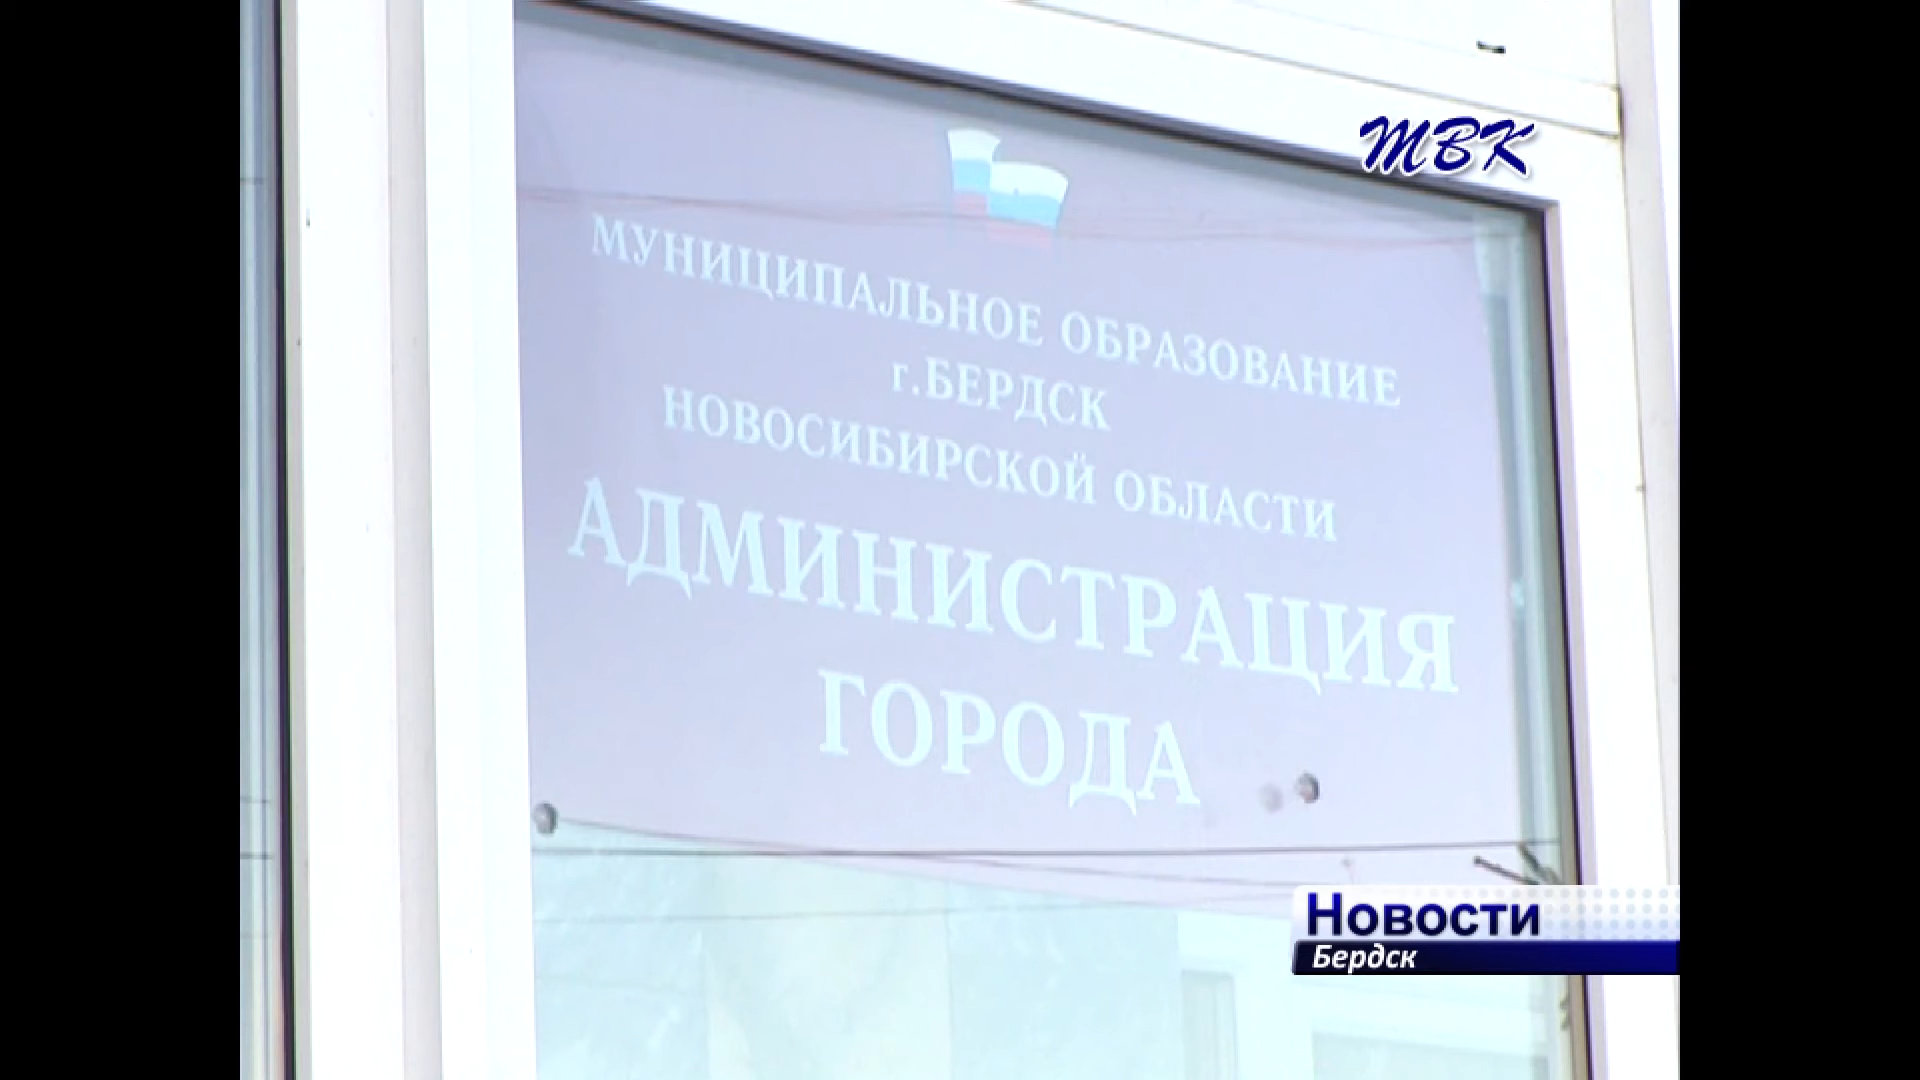 ТВК
МУНИЦИПАЛЬНОЕ ОБРАЗОВАНИЕ
г.БЕРДСК
НОВОСИБИРСКОЙ ОБЛАСТИ
АДМИНИСТРАЦИЯ
ГОРОДА
Новости
Бердск